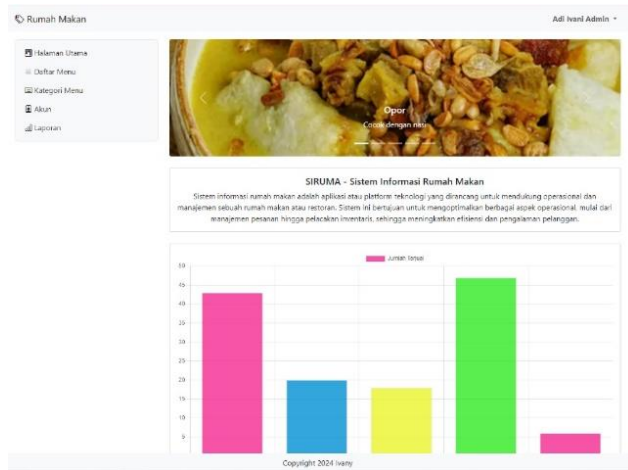 Rumah Makan
Adi Ivani Admin
Halaman Utama
Daftar Menu
Kategori Menu
Akun
Laporan
Opor
Cocok dengan nasi
SIRUMA - Sistem Informasi Rumah Makan
Sistem informasi rumah makan adalah aplikasi atau platform teknologi yang dirancang untuk mendukung operasional dan
manajemen sebuah rumah makan atau restoran. Sistem ini bertujuan untuk mengoptimalkan berbagai aspek operasional, mulai dari
manajemen pesanan hingga pelacakan inventaris, sehingga meningkatkan efisiensi dan pengalaman pelanggan.
Jumlah Terjual
50
45
40
35
30
25
20
15
10
5
Copyright 2024 Ivany